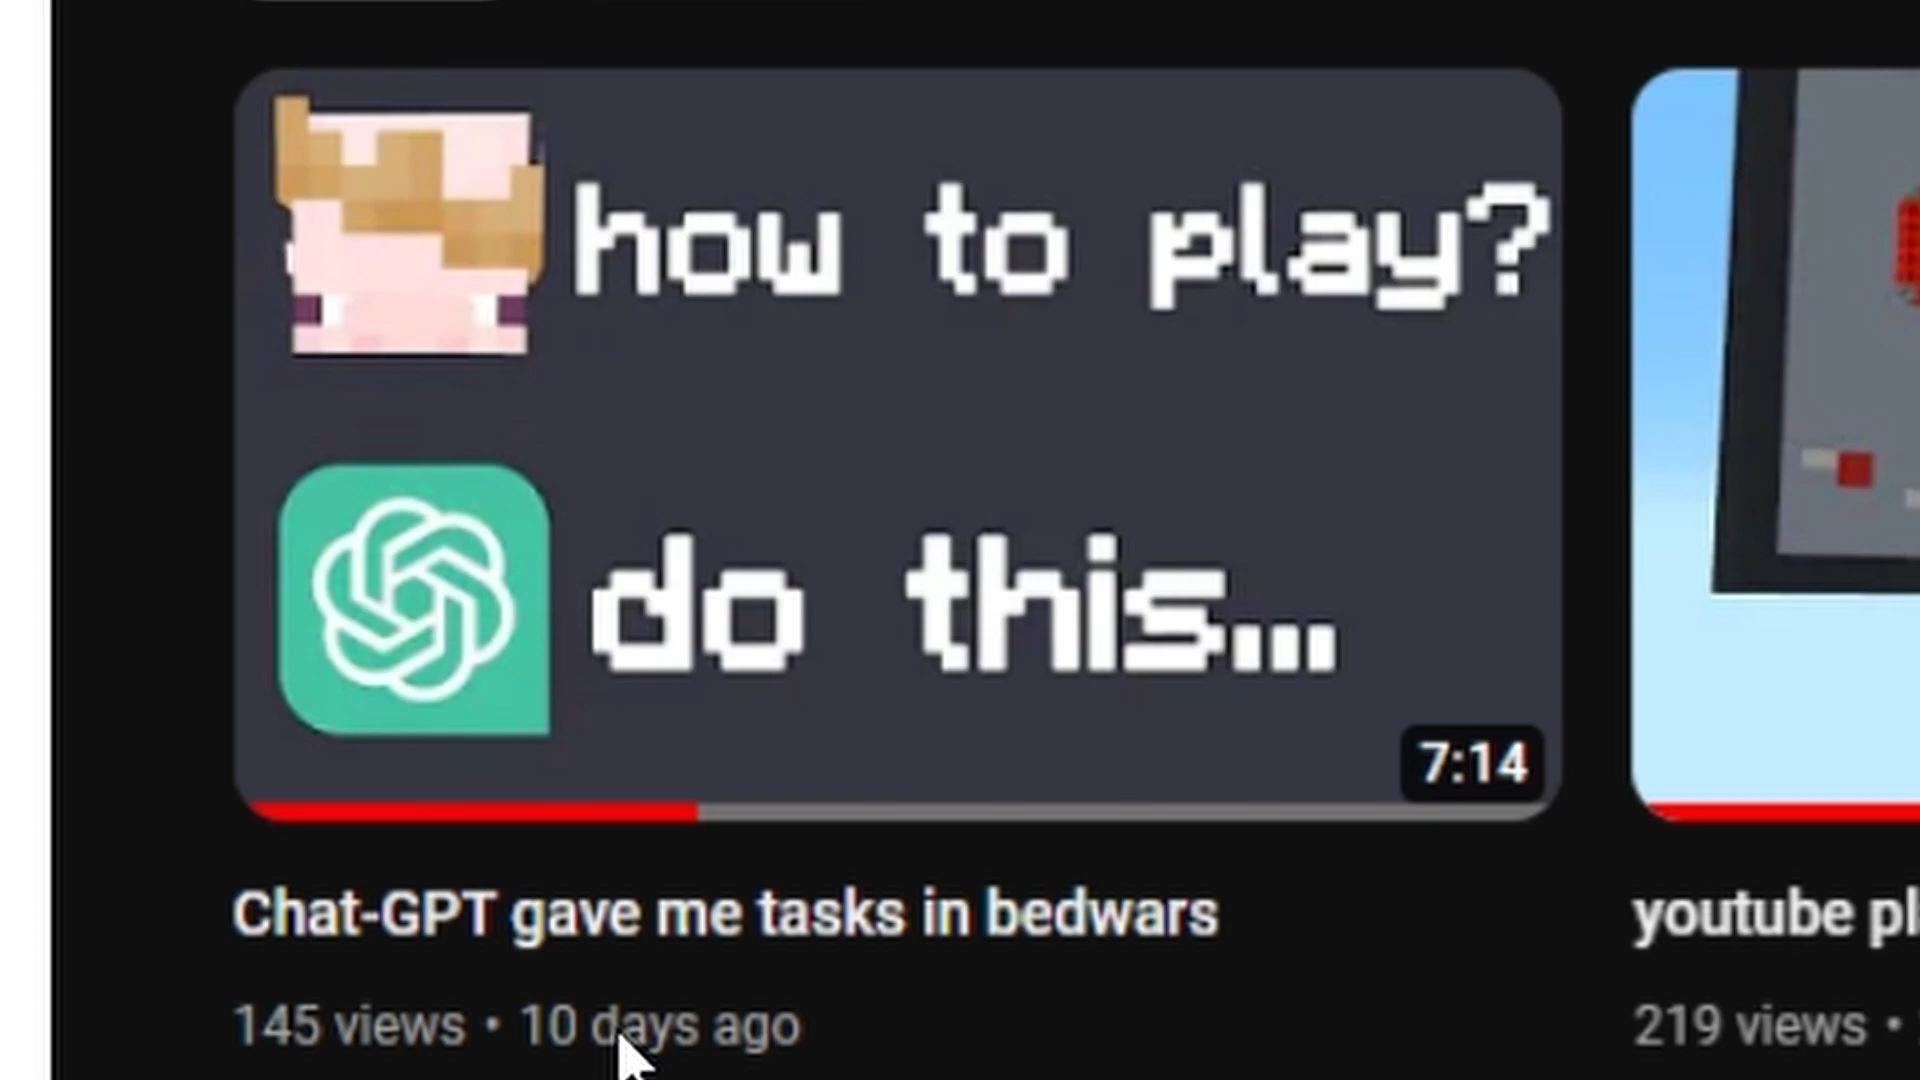 how to play?
do this...
7:14
Chat-GPT gave me tasks in bedwars
145 views • 10 days ago
youtube
219 views •